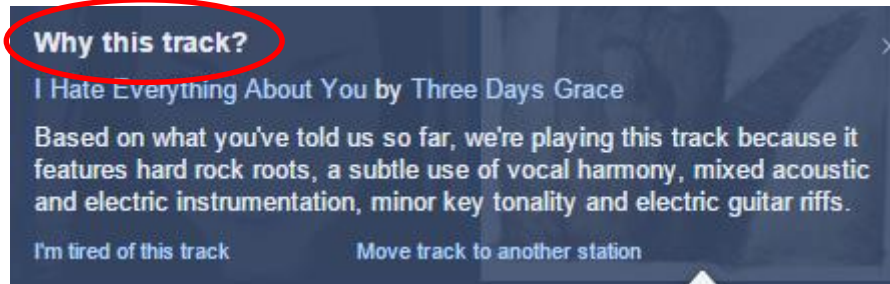 Why this track?
I Hate Everything About You by Three Days Grace
Based on what you've told us so far, we're playing this track because it
features hard rock roots, a subtle use of vocal harmony, mixed acoustic
and electric instrumentation, minor key tonality and electric guitar riffs.
I'm tired of this track Move track to another station